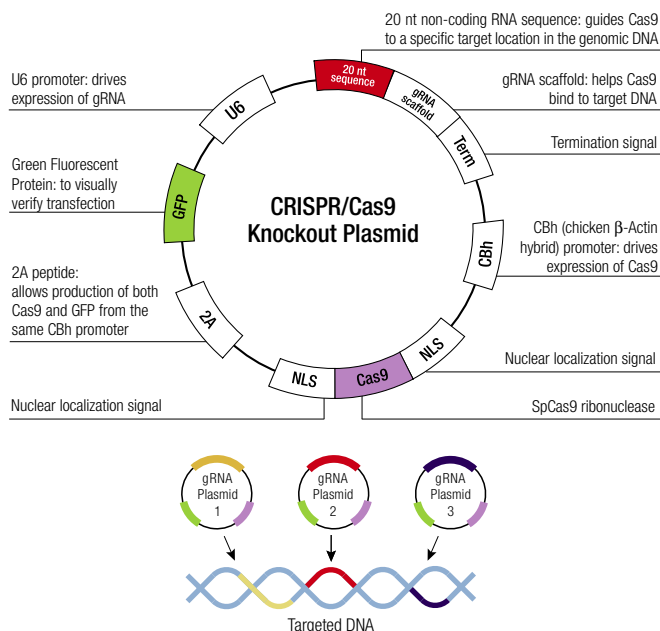 20 nt non-coding RNA sequence: guides Cas9
to a specific target location in the genomic DNA
U6 promoter: drives
expression of gRNA
gRNA scaffold: helps Cas9
bind to target DNA
Termination signal
Green Fluorescent
Protein: to visually
verify transfection
CBh (chicken β-Actin
hybrid) promoter: drives
expression of Cas9
2A peptide:
allows production of both
Cas9 and GFP from the
same CBh promoter
Nuclear localization signal
Nuclear localization signal
SpCas9 ribonuclease
CRISPR/Cas9
Knockout Plasmid
20 nt
sequence
gRNA
scaffold
Term
CBh
NLS
Cas9
NLS
2A
GFP
U6
gRNA
Plasmid
1
gRNA
Plasmid
2
gRNA
Plasmid
3
Targeted DNA